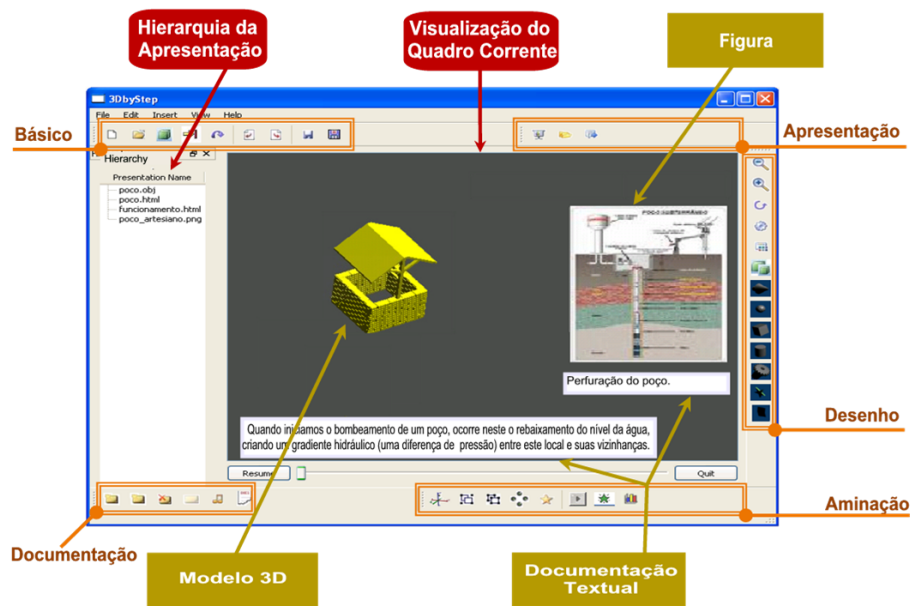 Hierarquia da
Apresentação
Visualização do
Quadro Corrente
Figura
3DbyStep
File Edit Insert View Help
Básico
Apresentação
Hierarchy
Presentation Name
poco.obj
poco.html
funcionamento.html
poco_artesiano.png
POÇO SUBTERRÂNEO
Perfuração do poço.
Quando iniciamos o bombeamento de um poço, ocorre neste o rebaixamento do nível da água,
criando um gradiente hidráulico (uma diferença de pressão) entre este local e suas vizinhanças.
Desenho
Resume
Quit
Aminação
Documentação
Modelo 3D
Documentação
Textual